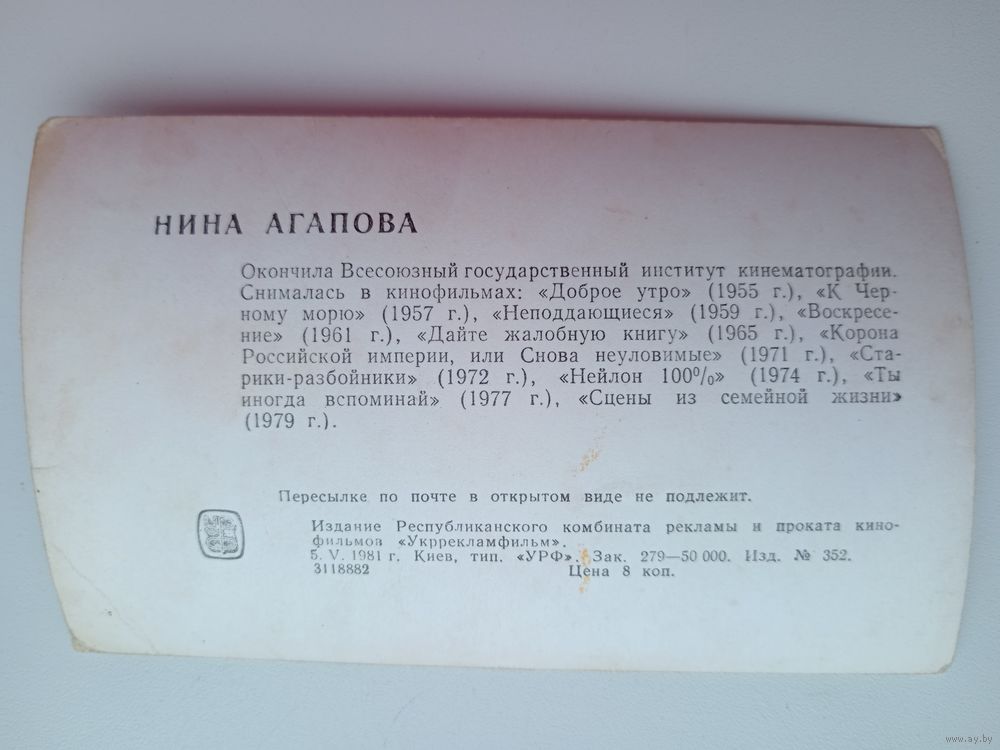 НИНА АГАПОВА
Окончила Всесоюзный государственный институт кинематографии.
Снималась в кинофильмах: «Доброе утро» (1955 г.), «К Чер-
ному морю» (1957 г.), «Неподдающиеся» (1959 г.), «Воскресе-
ние» (1961 г.), «Дайте жалобную книгу» (1965 г.), «Корона
Российской империи, или Снова неуловимые» (1971 г.), «Ста-
рики-разбойники» (1972 г.), «Нейлон 100%» (1974 г.), «Ты
иногда вспоминай» (1977 г.), «Сцены из семейной жизни»
(1979 г.).
Пересылке по почте в открытом виде не подлежит.
Издание Республиканского комбината рекламы и проката кино-
фильмов «Укррекламфильм».
5. V. 1981 г. Киев, тип. «УРФ». Зак. 279—50 000. Изд. № 352.
3118882 Цена 8 коп.
www.ay.by